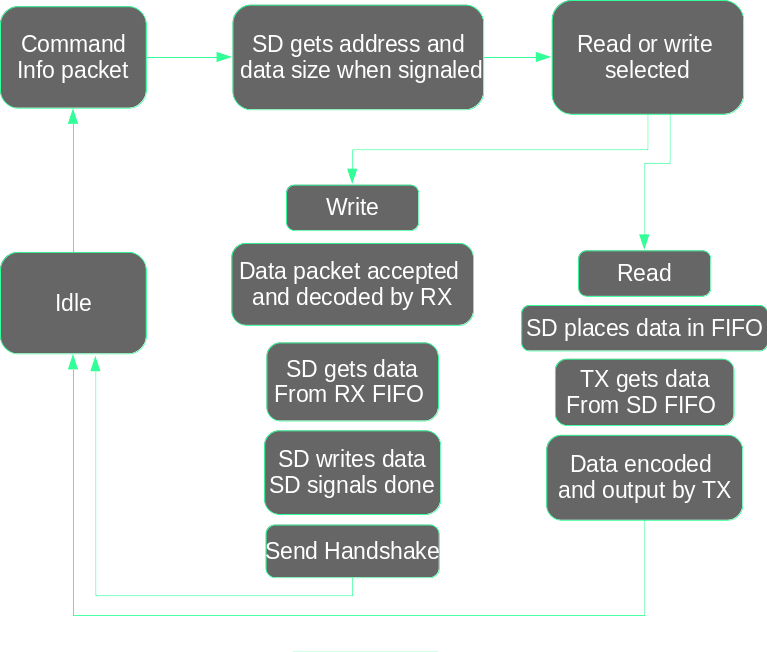 Command
Info packet
SD gets address and
data size when signaled
Read or write
selected
Write
Data packet accepted
and decoded by RX
SD gets data
From RX FIFO
SD writes data
SD signals done
Send Handshake
Read
SD places data in FIFO
TX gets data
From SD FIFO
Data encoded
and output by TX
Idle